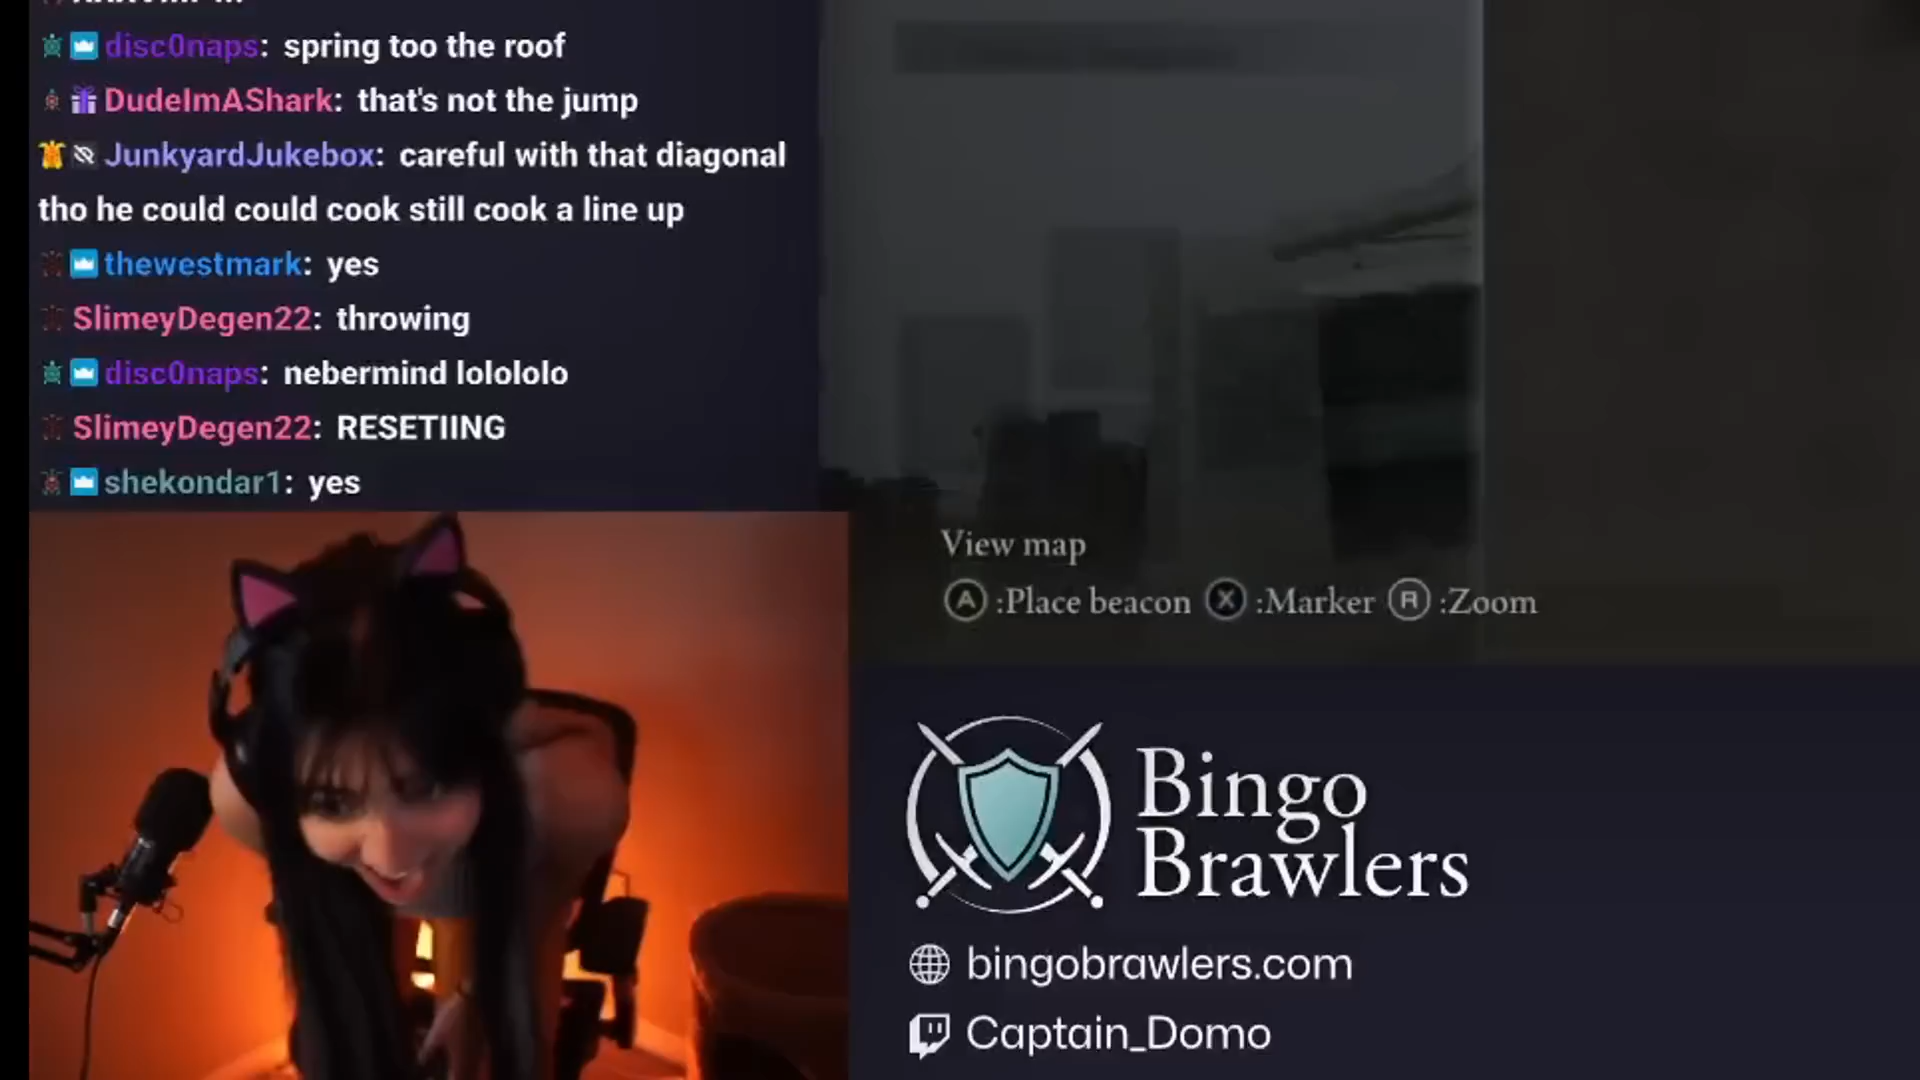 disc0naps: spring too the roof
DudeImAShark: that's not the jump
JunkyardJukebox: careful with that diagonal
tho he could could cook still cook a line up
thewestmark: yes
SlimeyDegen22: throwing
disc0naps: nebermind lolololo
SlimeyDegen22: RESETIING
shekondar1: yes
View map
A :Place beacon X :Marker R :Zoom
Bingo
Brawlers
bingobrawlers.com
Captain_Domo